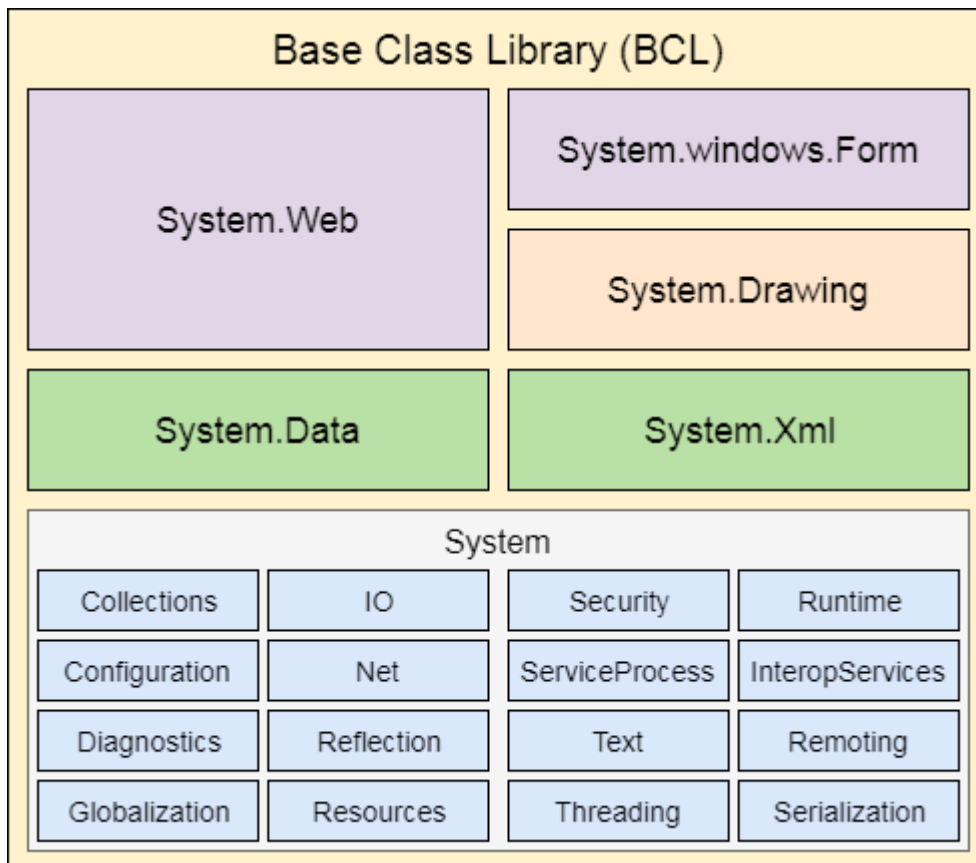 Base Class Library (BCL)
System.Web
System.windows.Form
System.Drawing
System.Data
System.Xml
System
Collections
IO
Security
Runtime
Configuration
Net
ServiceProcess
InteropServices
Diagnostics
Reflection
Text
Remoting
Globalization
Resources
Threading
Serialization